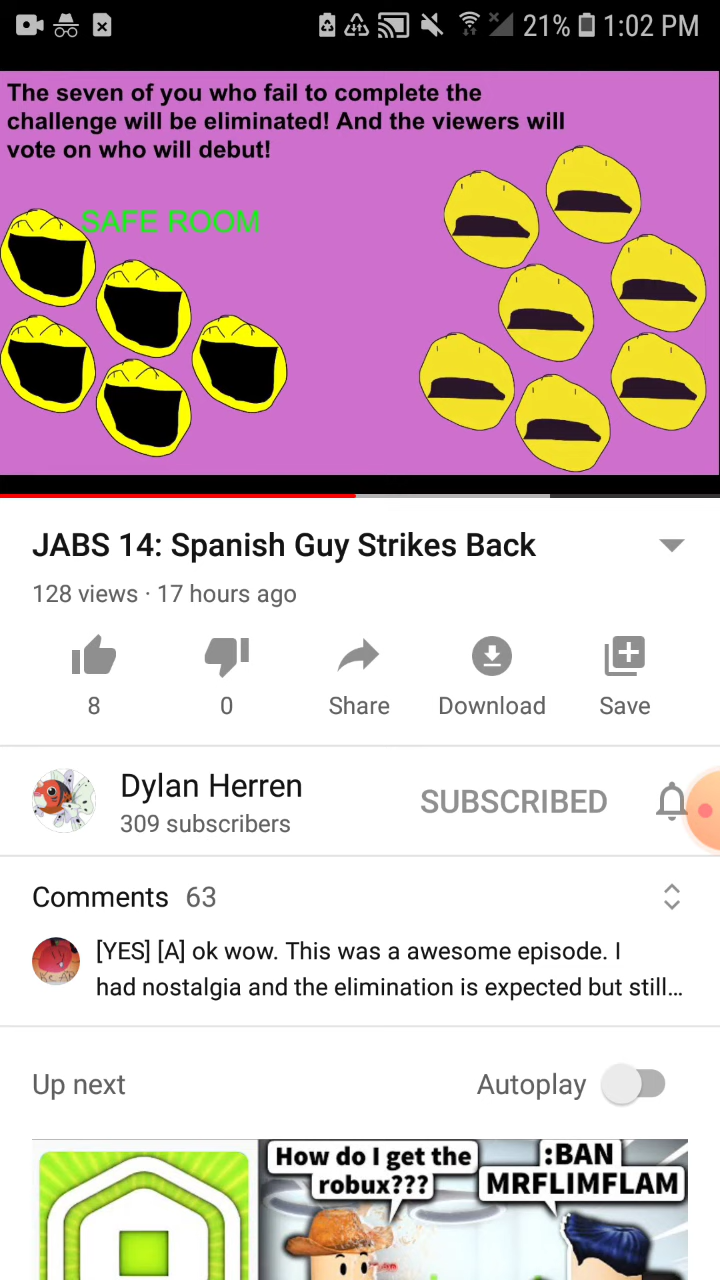 21% 1:02 PM
The seven of you who fail to complete the
challenge will be eliminated! And the viewers will
vote on who will debut!
SAFE ROOM
JABS 14: Spanish Guy Strikes Back
128 views · 17 hours ago
8
0
Share
Download
Save
Dylan Herren
309 subscribers
SUBSCRIBED
Comments 63
[YES] [A] ok wow. This was a awesome episode. I
had nostalgia and the elimination is expected but still...
Up next
Autoplay
How do I get the
robux???
:BAN
MRFLIMFLAM